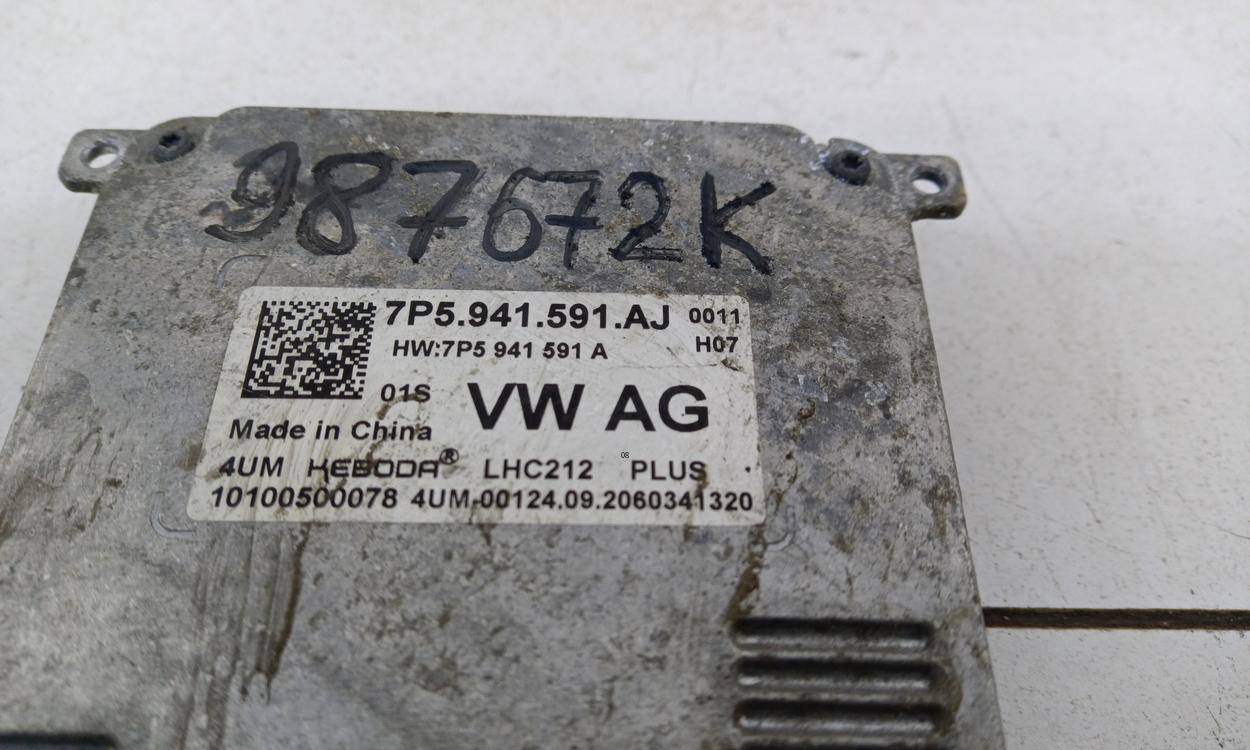 987672K
7P5.941.591.AJ 0011
HW:7P5 941 591 A H07
01S VW AG
Made in China
08
4UM KEBODA® LHC212 PLUS
10100500078 4UM-00124.09.2060341320